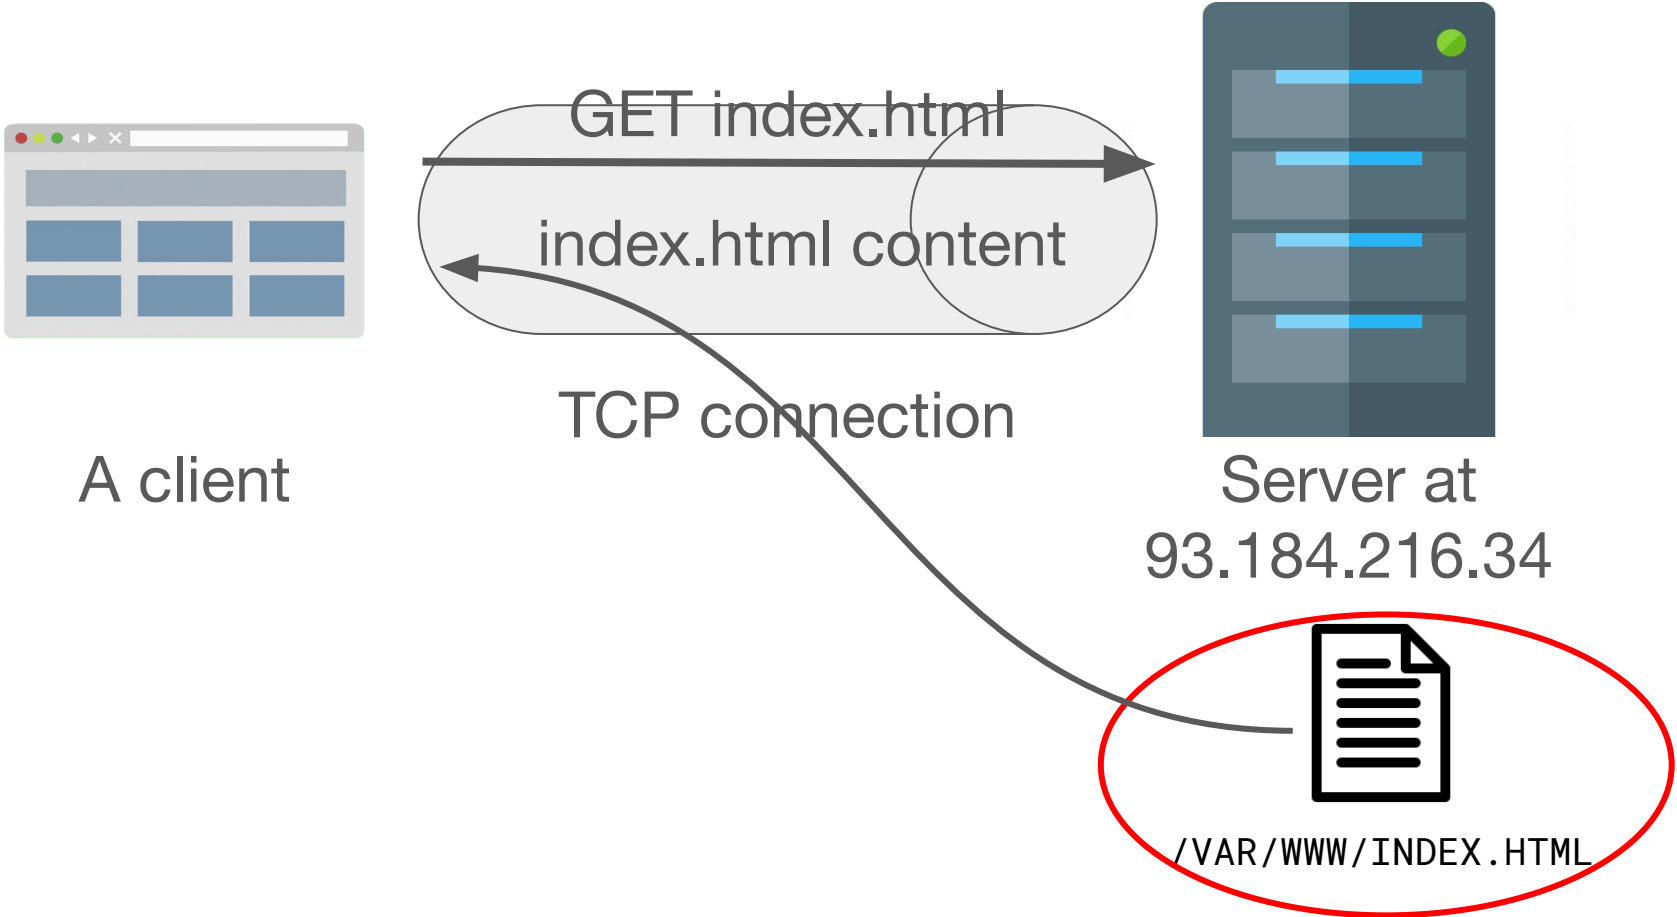 GET index.html
index.html content
TCP connection
A client
Server at
93.184.216.34
/VAR/WWW/INDEX.HTML